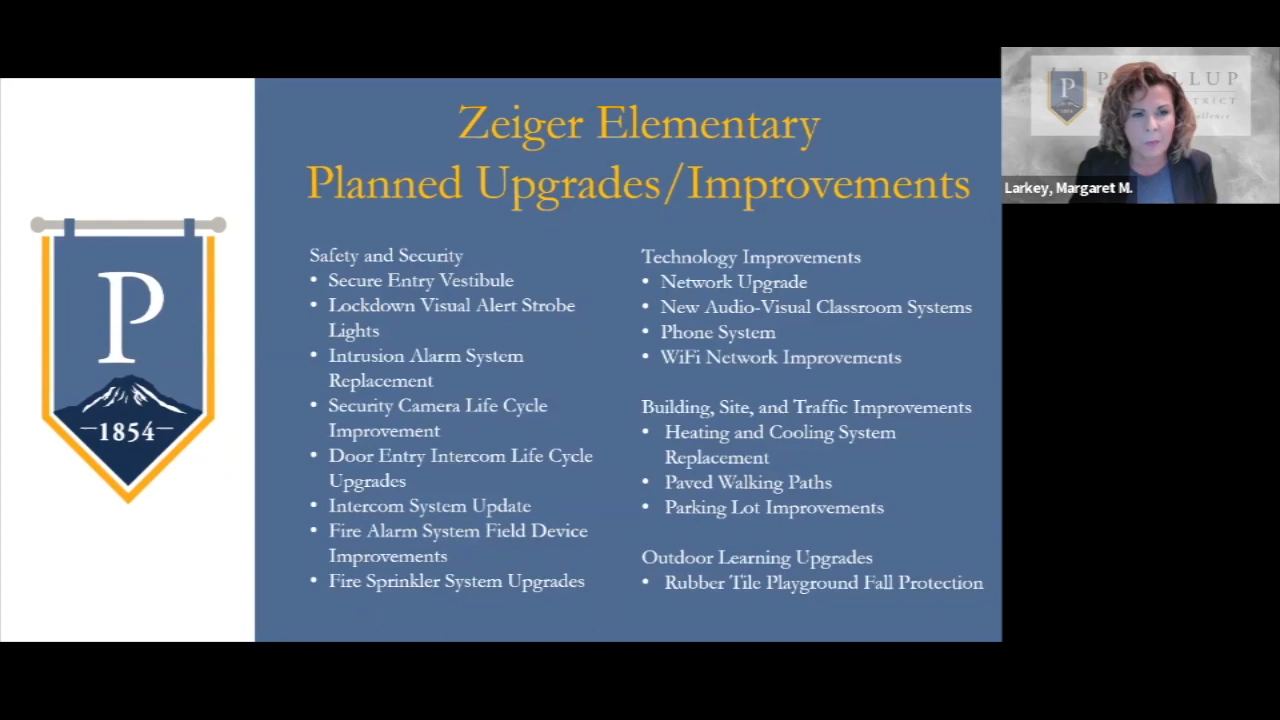 Zeiger Elementary
Planned Upgrades/Improvements
P
1854
Safety and Security
• Secure Entry Vestibule
• Lockdown Visual Alert Strobe
Lights
• Intrusion Alarm System
Replacement
• Security Camera Life Cycle
Improvement
• Door Entry Intercom Life Cycle
Upgrades
• Intercom System Update
• Fire Alarm System Field Device
Improvements
• Fire Sprinkler System Upgrades
Technology Improvements
• Network Upgrade
• New Audio-Visual Classroom Systems
• Phone System
• WiFi Network Improvements
Building, Site, and Traffic Improvements
• Heating and Cooling System
Replacement
• Paved Walking Paths
• Parking Lot Improvements
Outdoor Learning Upgrades
• Rubber Tile Playground Fall Protection
P
Larkey, Margaret M.